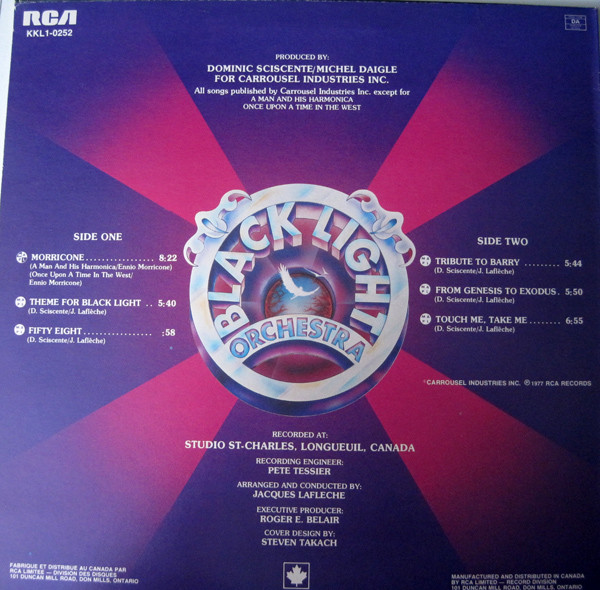 RCA
KKL1-0252
DA
PRODUCED BY:
DOMINIC SCISCENTE/MICHEL DAIGLE
FOR CARROUSEL INDUSTRIES INC.
All songs published by Carrousel Industries Inc. except for
A MAN AND HIS HARMONICA
ONCE UPON A TIME IN THE WEST
SIDE ONE
MORRICONE ................ 8:22
(A Man And His Harmonica/Ennio Morricone)
(Once Upon A Time In The West/
Ennio Morricone)
THEME FOR BLACK LIGHT .. 5:40
(D. Sciscente/J. Laflèche)
FIFTY EIGHT ................ :58
(D. Sciscente/J. Laflèche)
BLACK LIGHT
ORCHESTRA
SIDE TWO
TRIBUTE TO BARRY ......... 5:44
(D. Sciscente/J. Laflèche)
FROM GENESIS TO EXODUS . 5:50
(D. Sciscente/J. Laflèche)
TOUCH ME, TAKE ME ........ 6:55
(D. Sciscente/J. Laflèche)
CARROUSEL INDUSTRIES INC. ℗ 1977 RCA RECORDS
RECORDED AT:
STUDIO ST-CHARLES, LONGUEUIL, CANADA
RECORDING ENGINEER:
PETE TESSIER
ARRANGED AND CONDUCTED BY:
JACQUES LAFLECHE
EXECUTIVE PRODUCER:
ROGER E. BELAIR
COVER DESIGN BY:
STEVEN TAKACH
FABRIQUE ET DISTRIBUE AU CANADA PAR
RCA LIMITEE — DIVISION DES DISQUES
101 DUNCAN MILL ROAD, DON MILLS, ONTARIO
MANUFACTURED AND DISTRIBUTED IN CANADA
BY RCA LIMITED — RECORD DIVISION
101 DUNCAN MILL ROAD, DON MILLS, ONTARIO